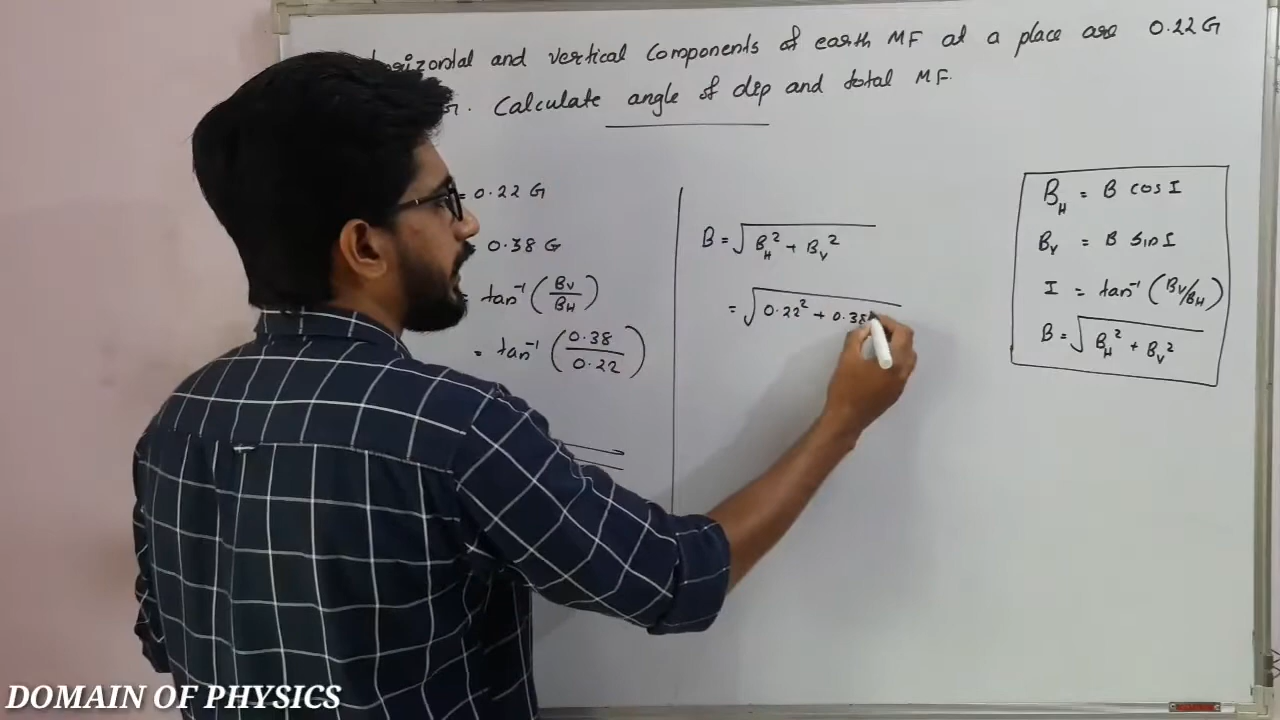 horizontal and vertical components of earth MF at a place are 0.22 G
G. Calculate angle of dip and total MF.
= 0.22 G
= 0.38 G
= tan⁻¹ (Bv/BH)
= tan⁻¹ (0.38/0.22)
B = √(BH² + Bv²)
= √(0.22² + 0.38
BH = B cos I
Bv = B Sin I
I = tan⁻¹ (Bv/BH)
B = √(BH² + Bv²)
DOMAIN OF PHYSICS